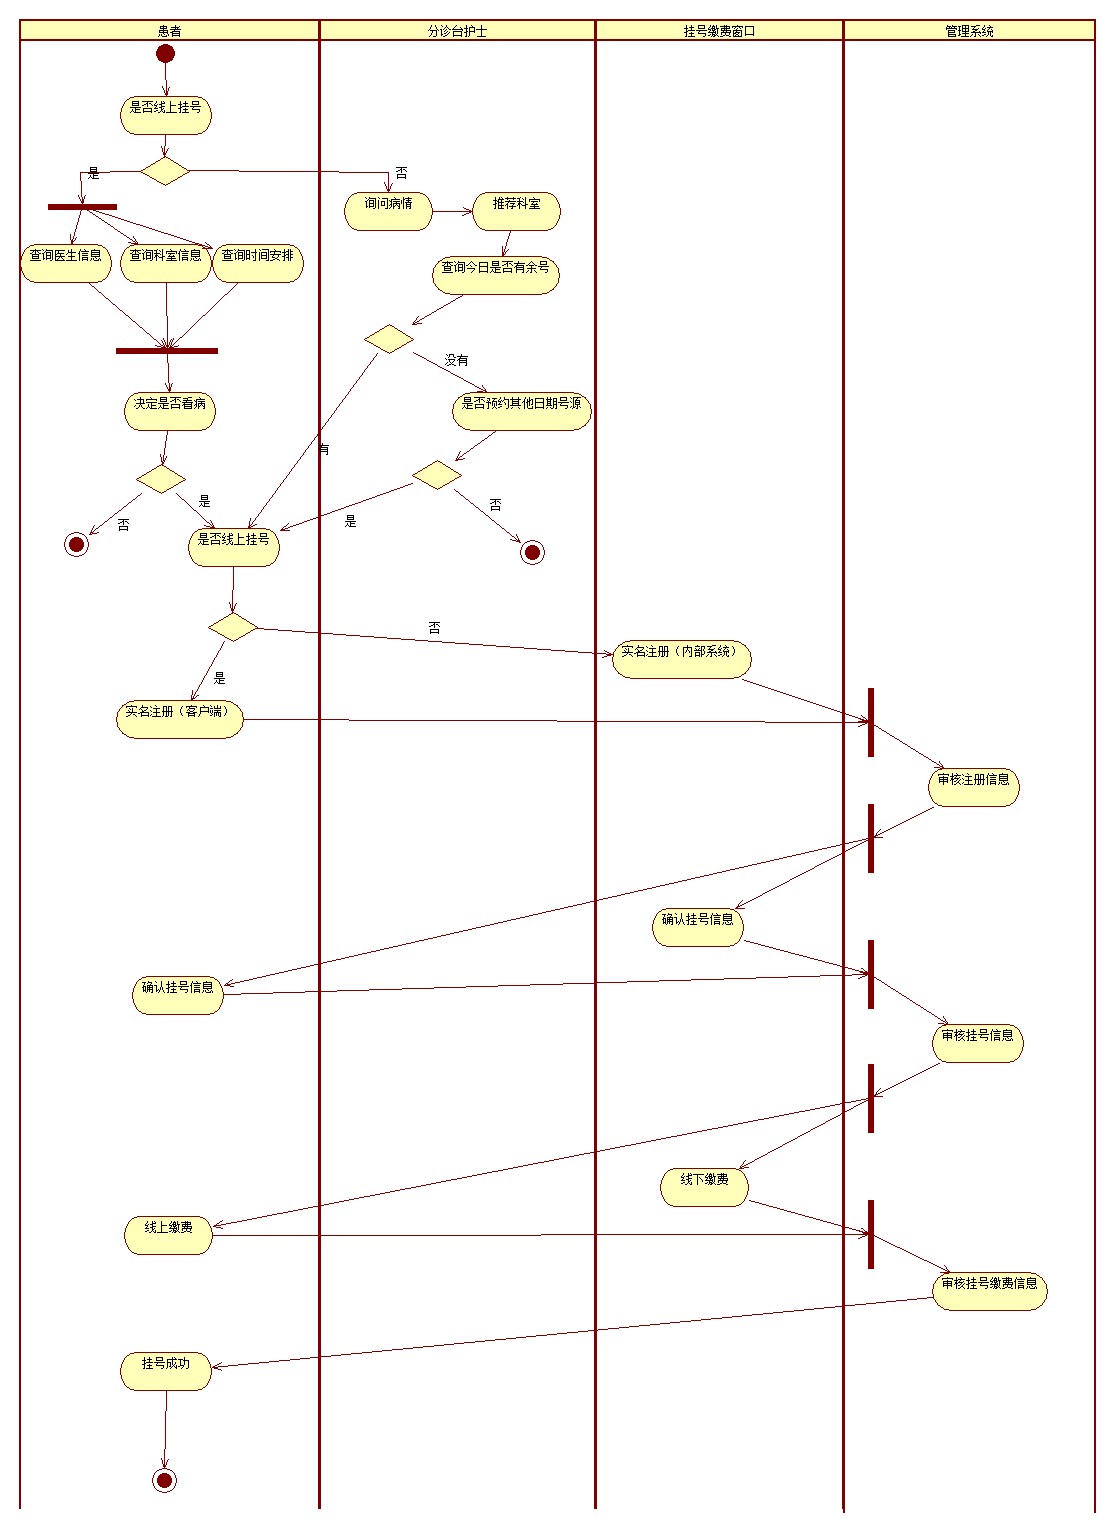 患者
分诊台护士
挂号缴费窗口
管理系统
是否线上挂号
是
否
询问病情
推荐科室
查询医生信息
查询科室信息
查询时间安排
查询今日是否有余号
没有
决定是否看病
是否预约其他日期号源
有
是
否
是
否
是否线上挂号
否
实名注册（内部系统）
是
实名注册（客户端）
审核注册信息
确认挂号信息
确认挂号信息
审核挂号信息
线下缴费
线上缴费
审核挂号缴费信息
挂号成功